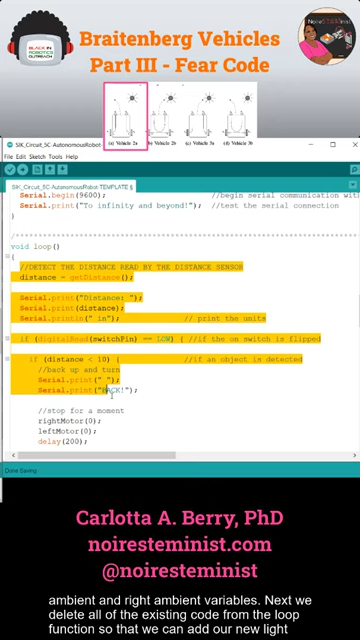 BLACK IN
ROBOTICS
OUTREACH
Braitenberg Vehicles
Part III - Fear Code
NoireSTEMinist
(a) Vehicle 2a
(b) Vehicle 2b
(c) Vehicle 3a
(d) Vehicle 3b
SIK_Circuit_5C-AutonomousRobot
File Edit Sketch Tools Help
SIK_Circuit_5C-AutonomousRobot-TEMPLATE §
Serial.begin(9600); //begin serial communication wit
Serial.print("To infinity and beyond!"); //test the serial connection
}
void loop()
{
//DETECT THE DISTANCE READ BY THE DISTANCE SENSOR
distance = getDistance();
Serial.print("Distance: ");
Serial.print(distance);
Serial.println(" in"); // print the units
if (digitalRead(switchPin) == LOW) { //if the on switch is flipped
if (distance < 10) { //if an object is detected
//back up and turn
Serial.print(" ");
Serial.print("BACK!");
//stop for a moment
rightMotor(0);
leftMotor(0);
delay(200);
Done Saving
Carlotta A. Berry, PhD
noiresteminist.com
@noiresteminist
ambient and right ambient variables. Next we
delete all of the existing code from the loop
function so that we can add our new light